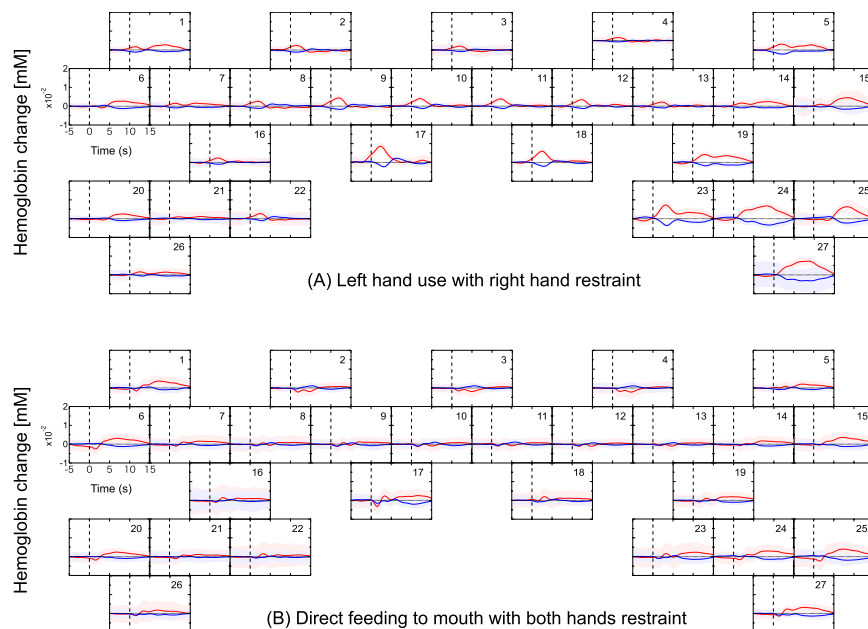 1 2 3 4 5
Hemoglobin change [mM]
x10⁻²
2
1
0
-1
6 7 8 9 10 11 12 13 14 15
-5 0 5 10 15
Time (s)
16 17 18 19
20 21 22 23 24 25
26 27
(A) Left hand use with right hand restraint
1 2 3 4 5
Hemoglobin change [mM]
x10⁻²
2
1
0
-1
6 7 8 9 10 11 12 13 14 15
-5 0 5 10 15
Time (s)
16 17 18 19
20 21 22 23 24 25
26 27
(B) Direct feeding to mouth with both hands restraint